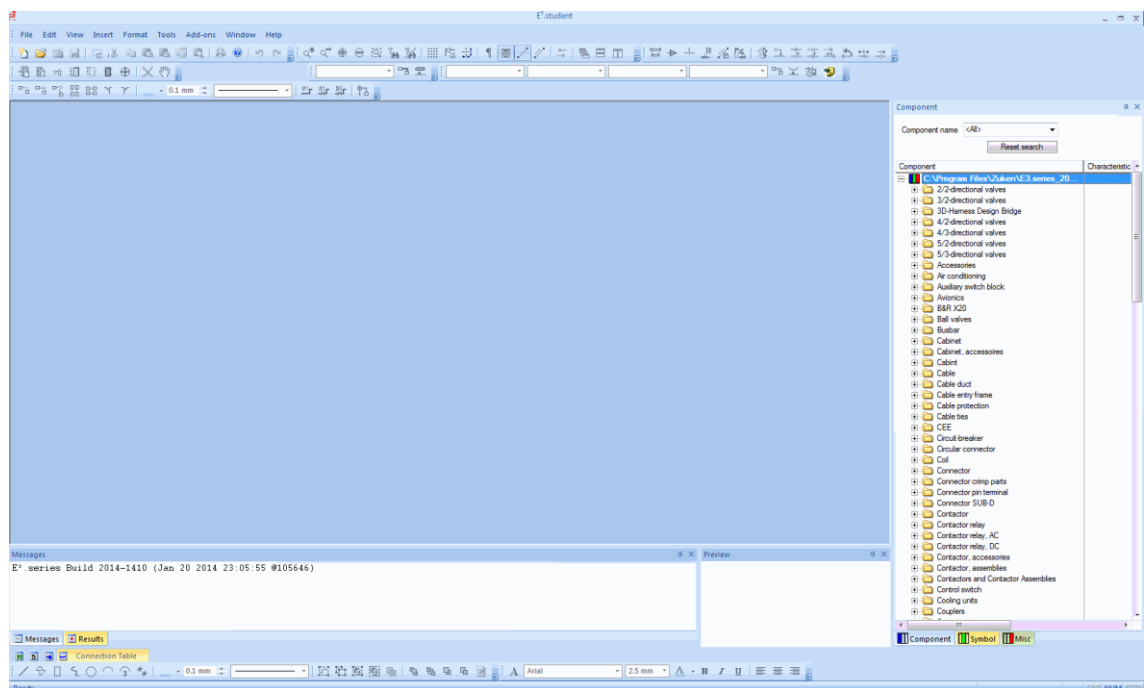 E³.student
File Edit View Insert Format Tools Add-ons Window Help
0.1 mm
Component
Component name <All>
Reset search
Component Characteristic
C:\Program Files\Zuken\E3.series_20...
2/2-directional valves
3/2-directional valves
3D-Harness Design Bridge
4/2-directional valves
4/3-directional valves
5/2-directional valves
5/3-directional valves
Accessories
Air conditioning
Auxiliary switch block
Avionics
B&R X20
Ball valves
Busbar
Cabinet
Cabinet, accessoires
Cabint
Cable
Cable duct
Cable entry frame
Cable protection
Cable ties
CEE
Circuit-breaker
Circular connector
Coil
Connector
Connector crimp parts
Connector pin terminal
Connector SUB-D
Contactor
Contactor relay
Contactor relay, AC
Contactor relay, DC
Contactor, accessories
Contactor, assemblies
Contactors and Contactor Assemblies
Control switch
Cooling units
Couplers
Component Symbol Misc
Messages
E³.series Build 2014-1410 (Jan 20 2014 23:05:55 @105646)
Preview
Messages Results
Connection Table
0.1 mm A Arial 2.5 mm A B I U